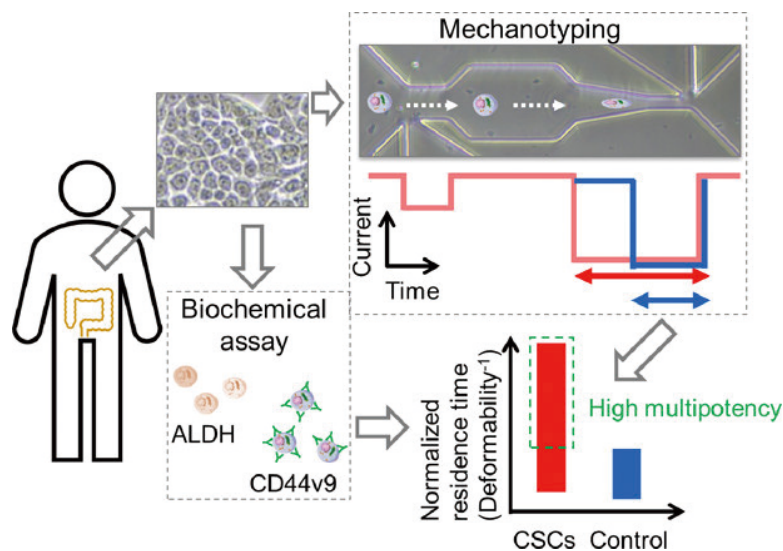 Mechanotyping
Current
Time
Biochemical
assay
ALDH
CD44v9
Normalized
residence time
(Deformability⁻¹)
High multipotency
CSCs Control